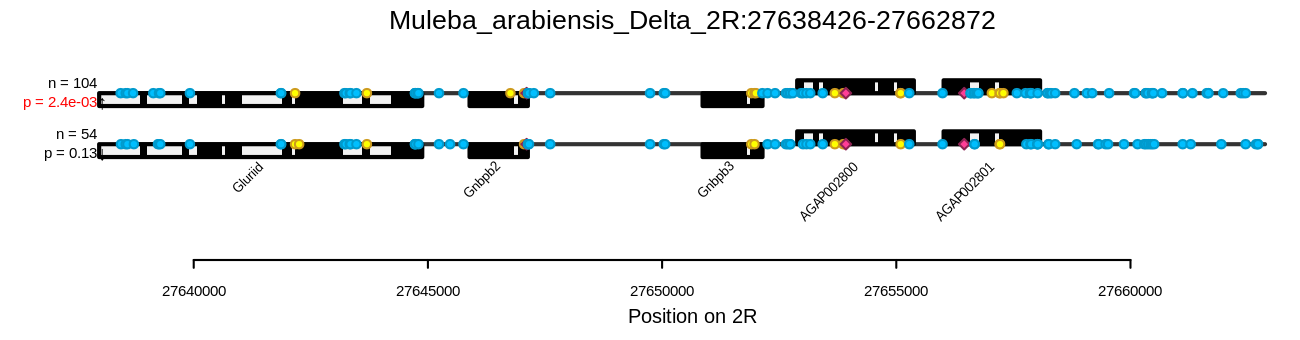 Muleba_arabiensis_Delta_2R:27638426-27662872
n = 104
p = 2.4e-03↑
n = 54
p = 0.13↓
Gluriid
Gnbpb2
Gnbpb3
AGAP002800
AGAP002801
27640000 27645000 27650000 27655000 27660000
Position on 2R